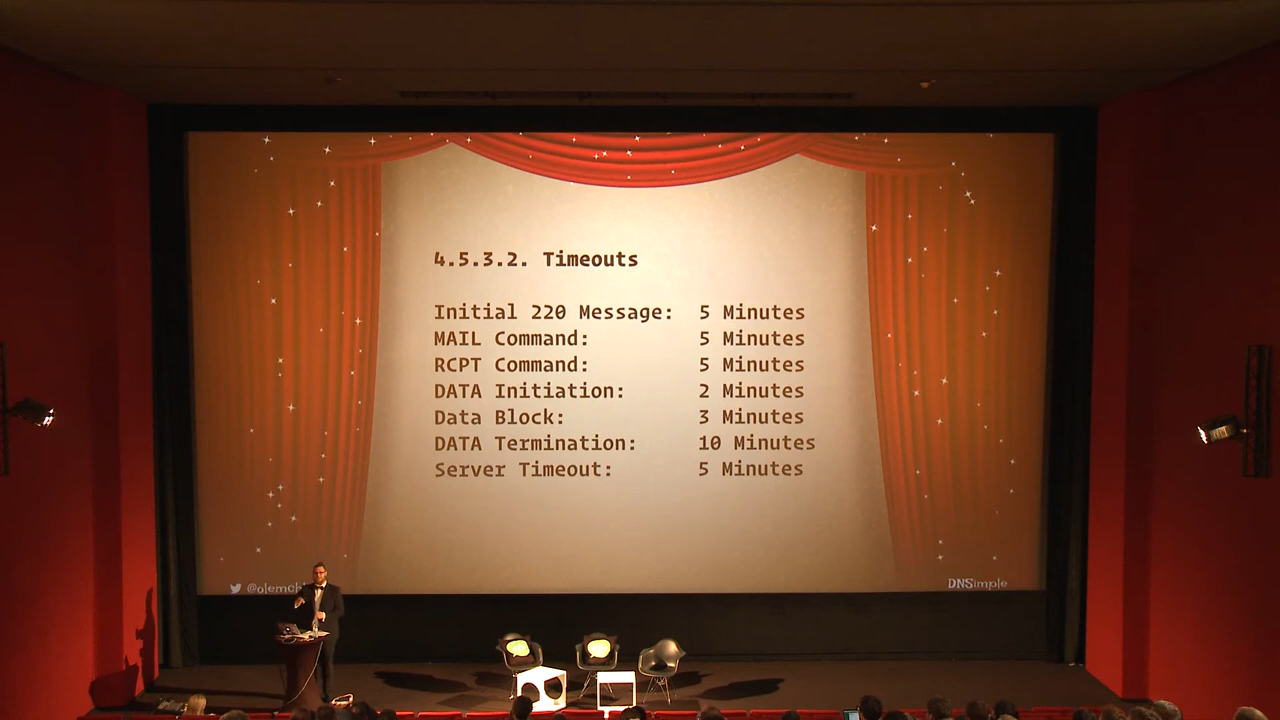 4.5.3.2. Timeouts
Initial 220 Message: 5 Minutes
MAIL Command: 5 Minutes
RCPT Command: 5 Minutes
DATA Initiation: 2 Minutes
Data Block: 3 Minutes
DATA Termination: 10 Minutes
Server Timeout: 5 Minutes
DNSimple